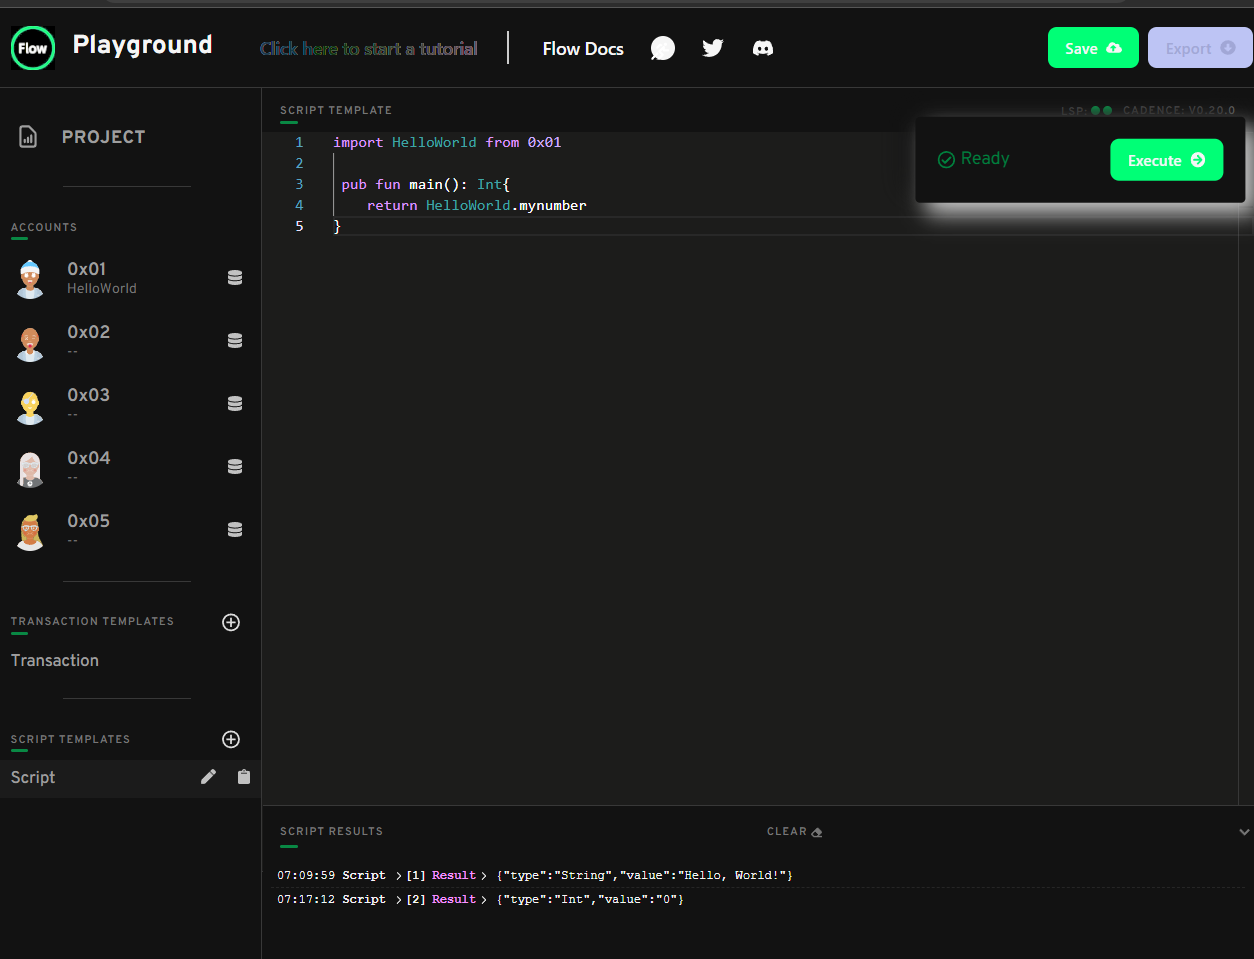 Flow Playground Click here to start a tutorial Flow Docs Save Export
PROJECT
ACCOUNTS
0x01
HelloWorld
0x02
--
0x03
--
0x04
--
0x05
--
TRANSACTION TEMPLATES
Transaction
SCRIPT TEMPLATES
Script
SCRIPT TEMPLATE LSP: CADENCE: V0.20.0
Ready Execute
1 import HelloWorld from 0x01
2
3 pub fun main(): Int{
4 return HelloWorld.mynumber
5 }
SCRIPT RESULTS CLEAR
07:09:59 Script > [1] Result > {"type":"String","value":"Hello, World!"}
07:17:12 Script > [2] Result > {"type":"Int","value":"0"}